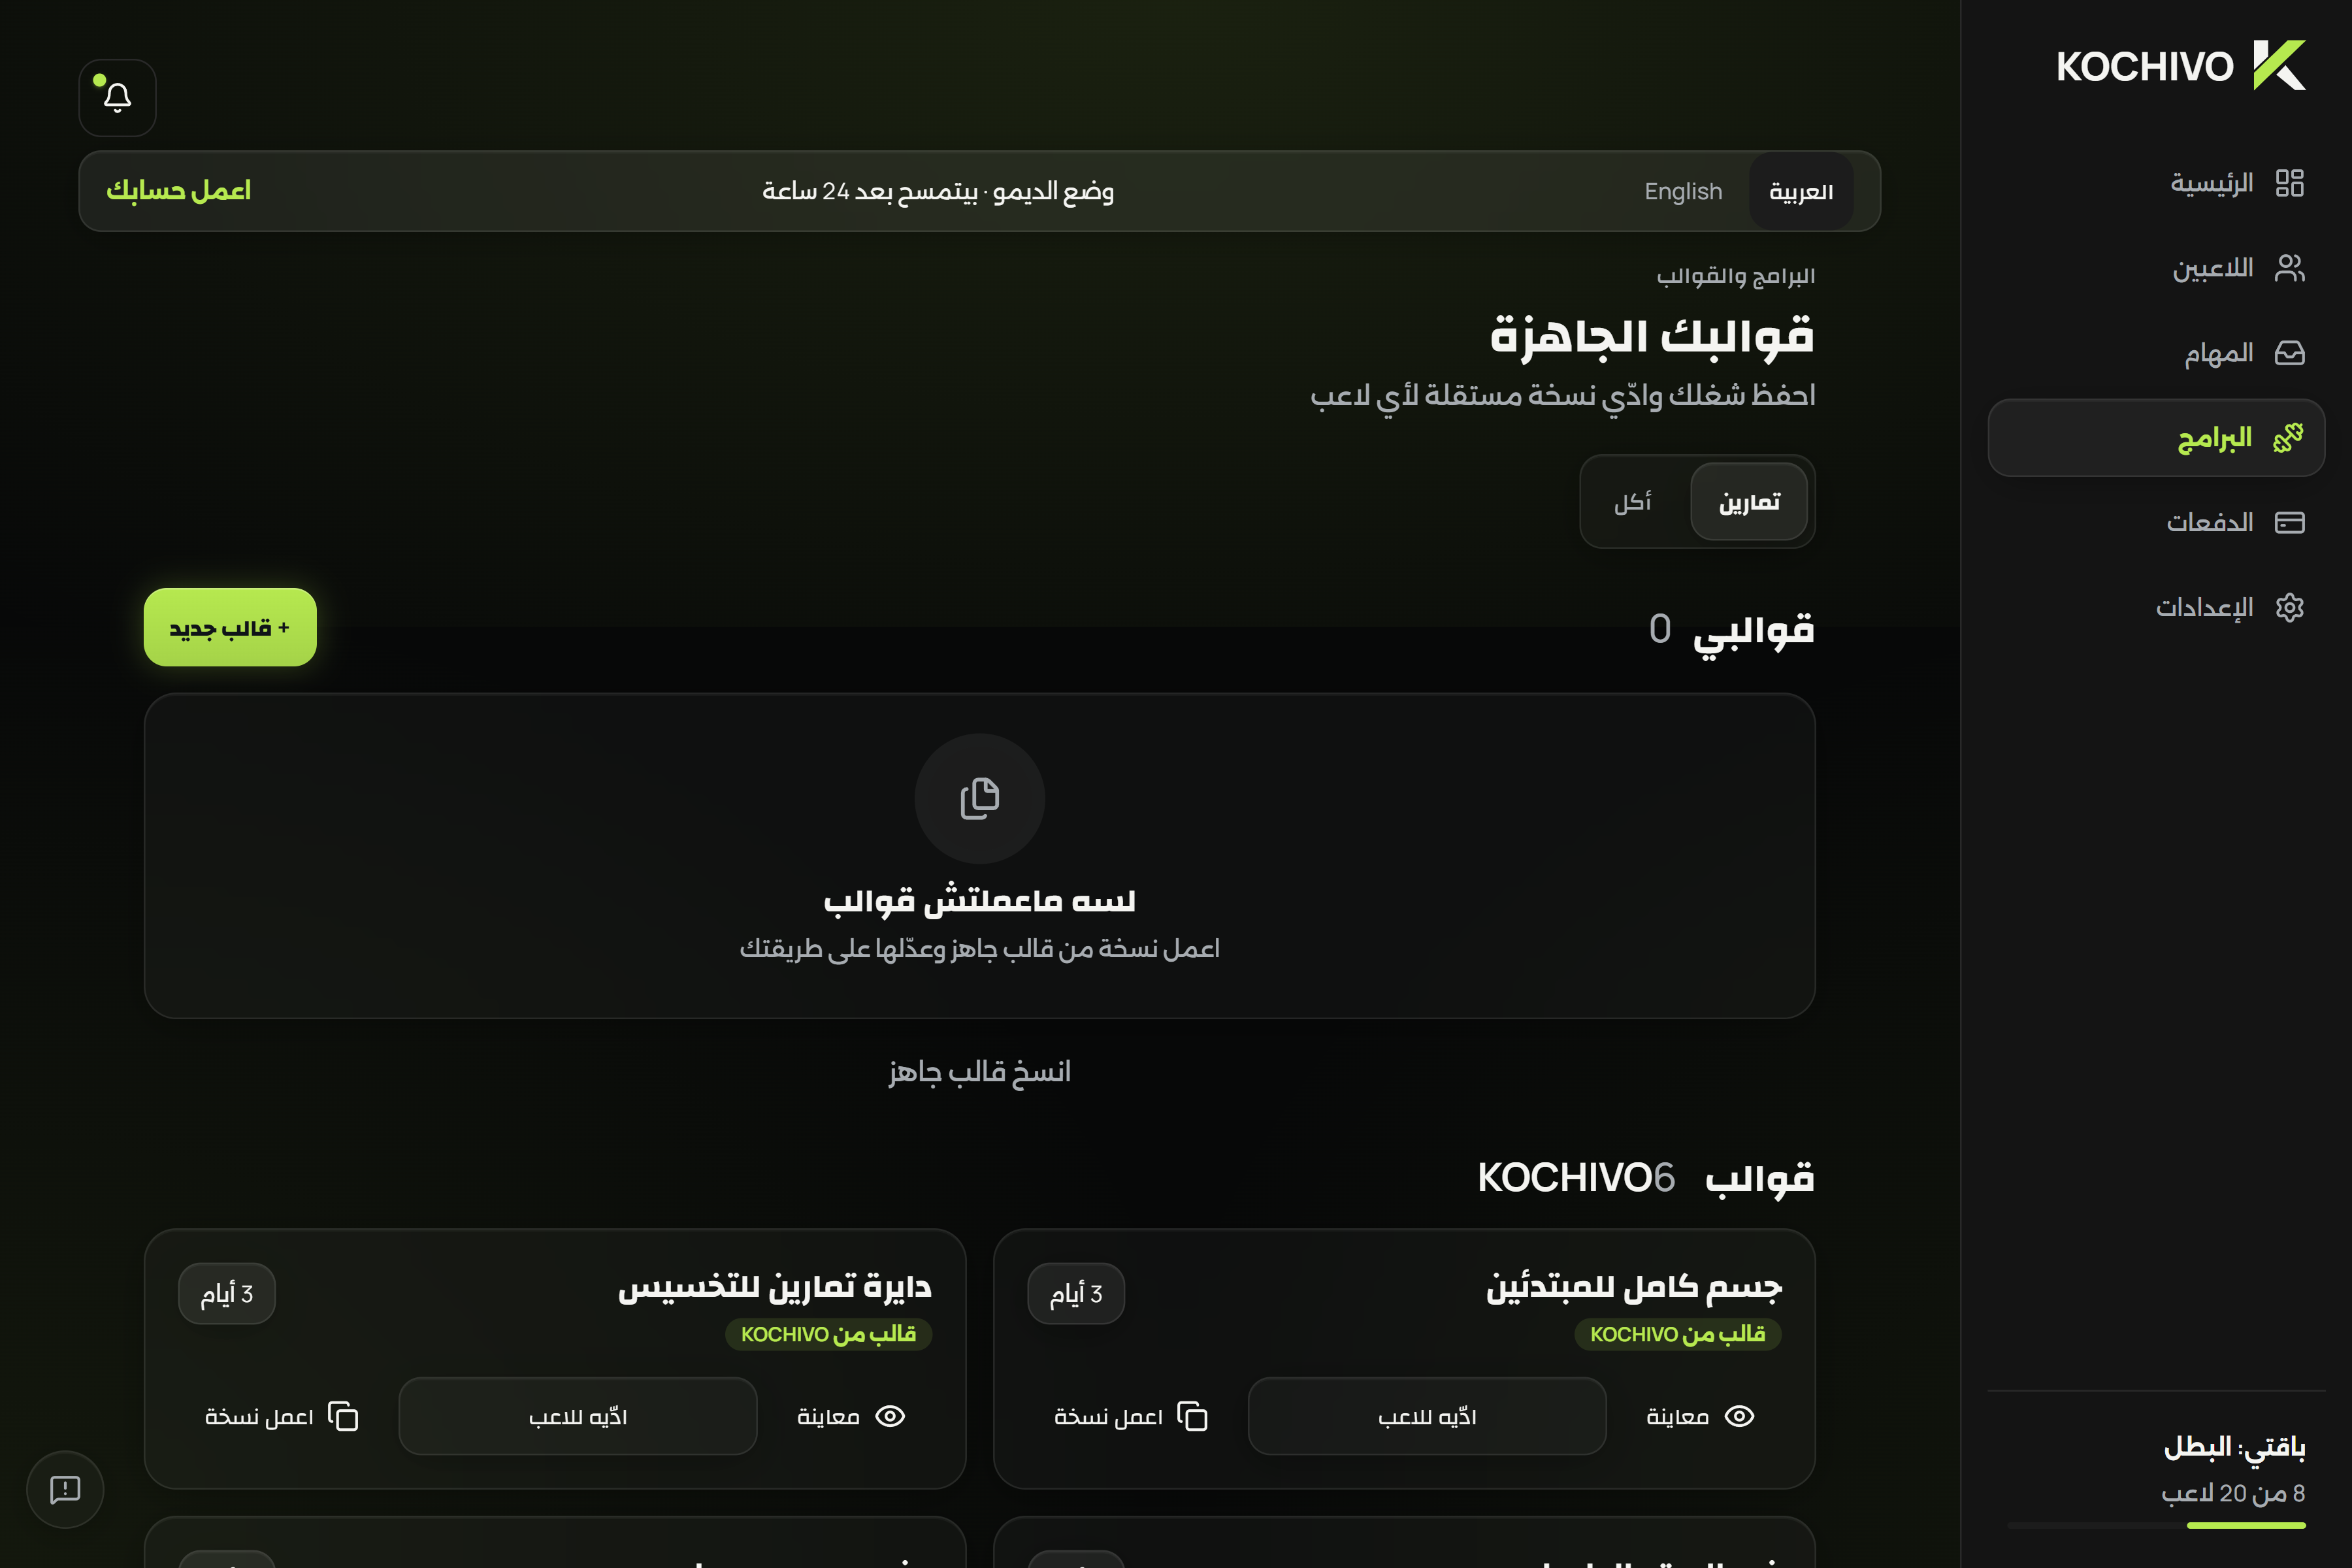 KOCHIVO
الرئيسية
اللاعبين
المهام
البرامج
الدفعات
الإعدادات
باقتي: البطل
8 من 20 لاعب
العربية
English
وضع الديمو · بيتمسح بعد 24 ساعة
اعمل حسابك
البرامج والقوالب
قوالبك الجاهزة
احفظ شغلك وادّي نسخة مستقلة لأي لاعب
تمارين
أكل
قوالبي 0
+ قالب جديد
لسه ماعملتش قوالب
اعمل نسخة من قالب جاهز وعدّلها على طريقتك
انسخ قالب جاهز
قوالب KOCHIVO6
جسم كامل للمبتدئين
3 أيام
قالب من KOCHIVO
معاينة
ادّيه للاعب
اعمل نسخة
دايرة تمارين للتخسيس
3 أيام
قالب من KOCHIVO
معاينة
ادّيه للاعب
اعمل نسخة